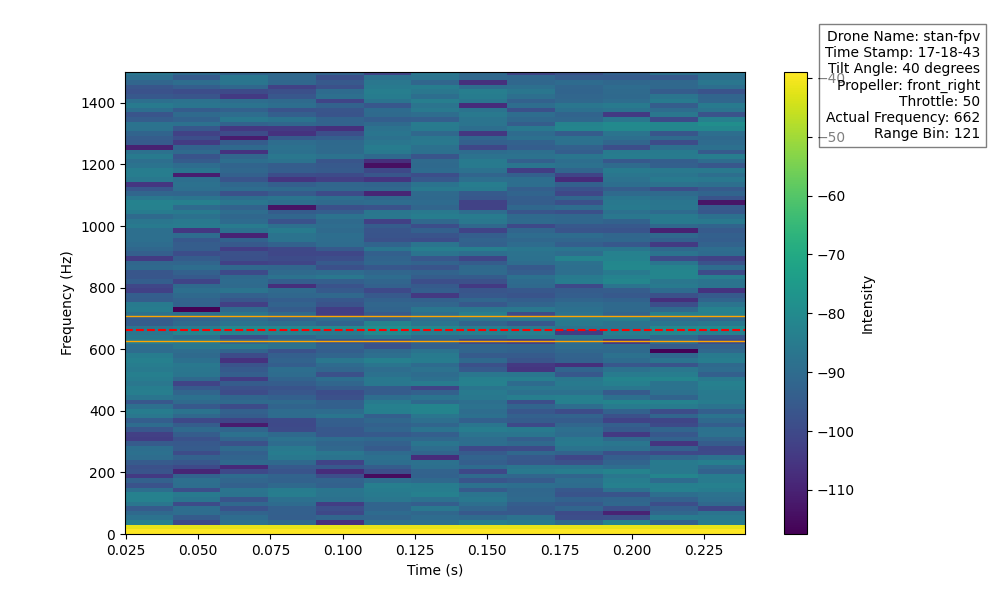 Drone Name: stan-fpv
Time Stamp: 17-18-43
Tilt Angle: 40 degrees
Propeller: front_right
Throttle: 50
Actual Frequency: 662
Range Bin: 121
1400
1200
1000
800
600
400
200
0
Frequency (Hz)
0.025
0.050
0.075
0.100
0.125
0.150
0.175
0.200
0.225
Time (s)
−40
−50
−60
−70
−80
−90
−100
−110
Intensity